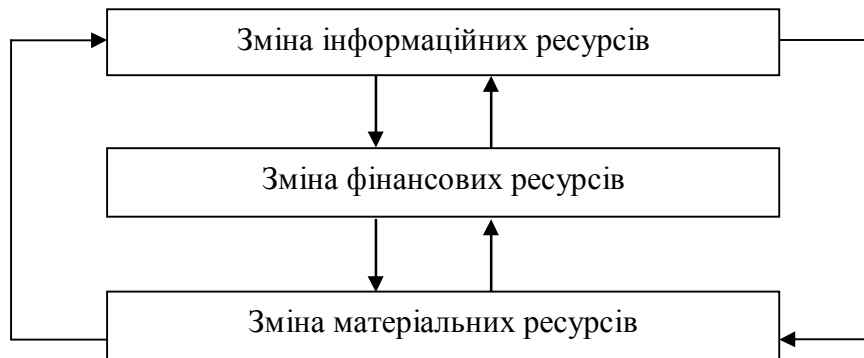 Зміна інформаційних ресурсів
Зміна фінансових ресурсів
Зміна матеріальних ресурсів